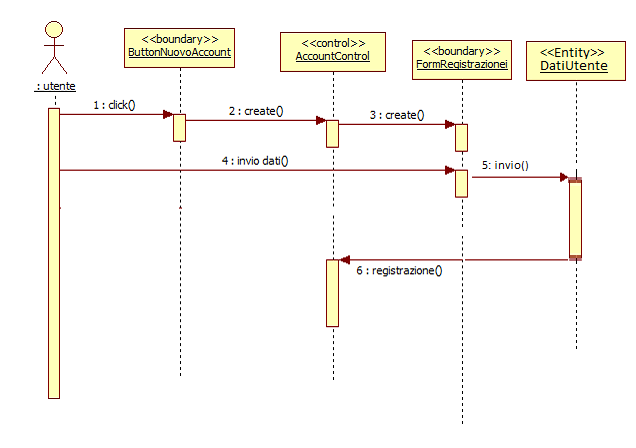 <<boundary>>
ButtonNuovoAccount
<<control>>
AccountControl
<<boundary>>
FormRegistrazionei
<<Entity>>
DatiUtente
: utente
1 : click()
2 : create()
3 : create()
4 : invio dati()
5: invio()
6 : registrazione()